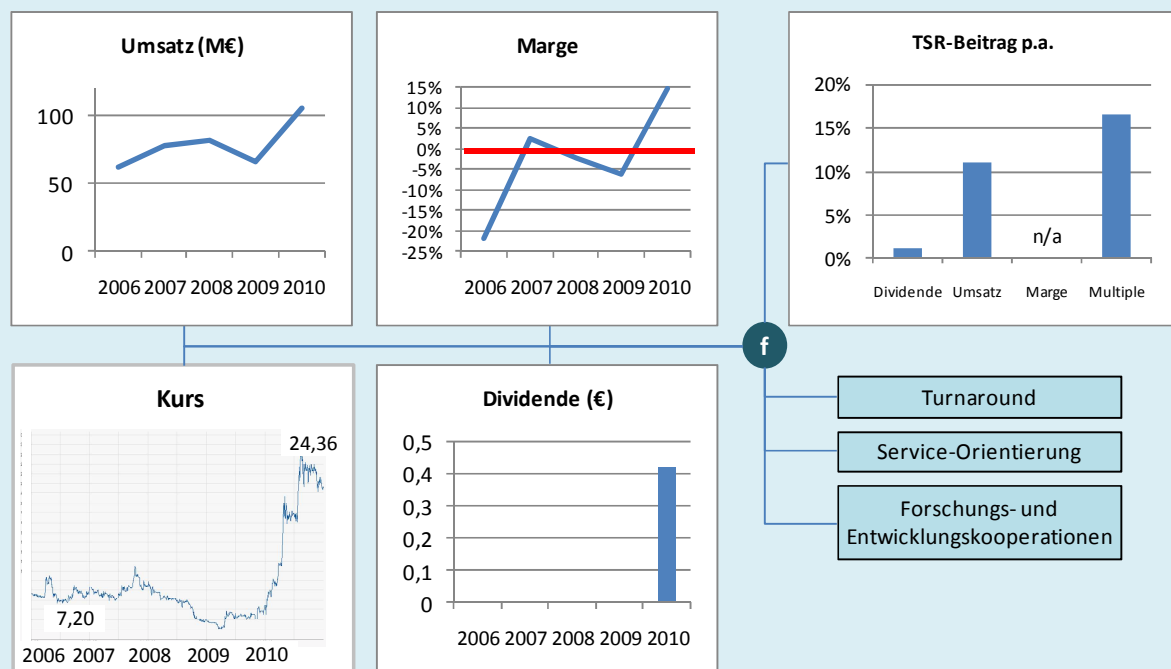 Umsatz (M€)
100
50
0
2006 2007 2008 2009 2010
Marge
15%
10%
5%
0%
-5%
-10%
-15%
-20%
-25%
2006 2007 2008 2009 2010
TSR-Beitrag p.a.
20%
15%
10%
5%
0%
n/a
Dividende Umsatz Marge Multiple
f
Kurs
24,36
7,20
2006 2007 2008 2009 2010
Dividende (€)
0,5
0,4
0,3
0,2
0,1
0
2006 2007 2008 2009 2010
Turnaround
Service-Orientierung
Forschungs- und
Entwicklungskooperationen